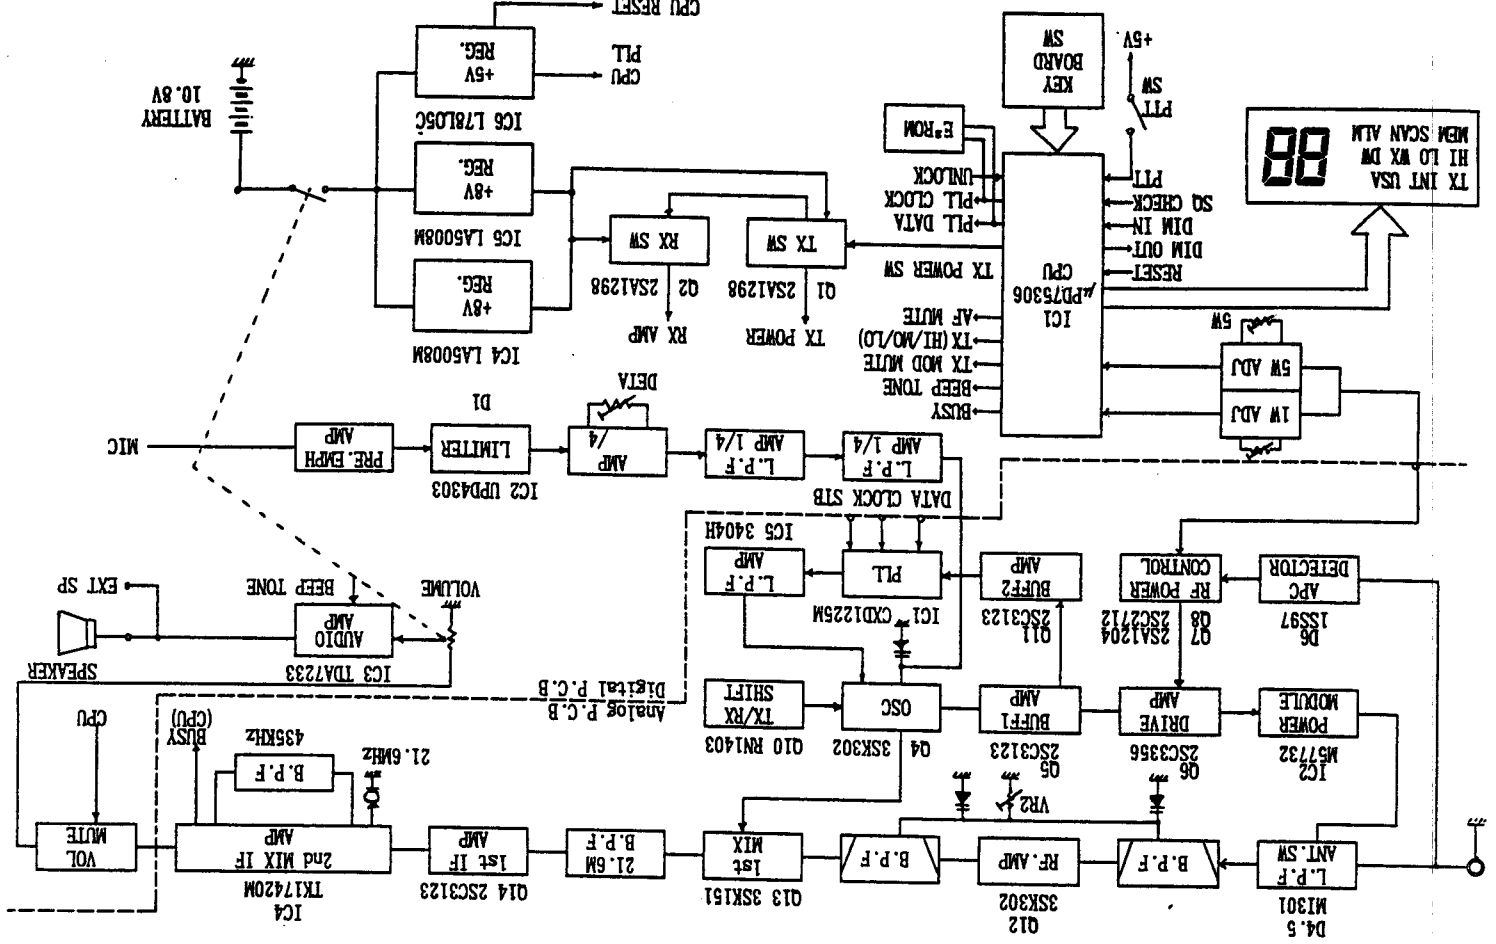 D4.5
MI301
L.P.F
ANT.SW
B.P.F
Q12
3SK302
RF.AMP
B.P.F
Q13 3SK151
1st
MIX
21.6M
B.P.F
Q14 2SC3123
1st IF
AMP
IC4
TK17420M
2nd MIX IF
AMP
VOL
MUTE
VR2
21.6MHz
B.P.F
435KHz
BUSY
(CPU)
CPU
IC2
M57732
POWER
MODULE
Q6
2SC3356
DRIVE
AMP
Q5
2SC3123
BUFF1
AMP
Q4
3SK302
OSC
Q10 RN1403
TX/RX
SHIFT
Analog P.C.B
Digital P.C.B
D6
1SS97
APC
DETECTOR
Q7
2SA1204
Q8
2SC2712
RF POWER
CONTROL
Q11
2SC3123
BUFF2
AMP
IC1
CXD1225M
PLL
L.P.F
AMP
IC5 3404H
DATA CLOCK STB
VOLUME
IC3 TDA7233
AUDIO
AMP
BEEP TONE
SPEAKER
EXT SP
1W ADJ
5W ADJ
5W
BUSY
BEEP TONE
TX MOD MUTE
TX(HI/MO/LO)
AF MUTE
L.P.F
AMP 1/4
L.P.F
AMP 1/4
AMP
/4
DETA
IC2 UPD4303
LIMITER
D1
PRE.EMPH
AMP
MIC
IC1
μPD75306
CPU
RESET
DIM OUT
DIM IN
SQ CHECK
PTT
TX POWER SW
PLL DATA
PLL CLOCK
UNLOCK
E²ROM
TX POWER
Q1
2SA1298
TX SW
RX AMP
Q2
2SA1298
RX SW
IC4 LA5008M
+8V
REG.
IC5 LA5008M
+8V
REG.
IC6 L78L05C
+5V
REG.
CPU
PLL
CPU RESET
BATTERY
10.8V
TX INT USA
HI LO WX DW
MEM SCAN ALM
88
PTT
SW
+5V
KEY
BOARD
SW